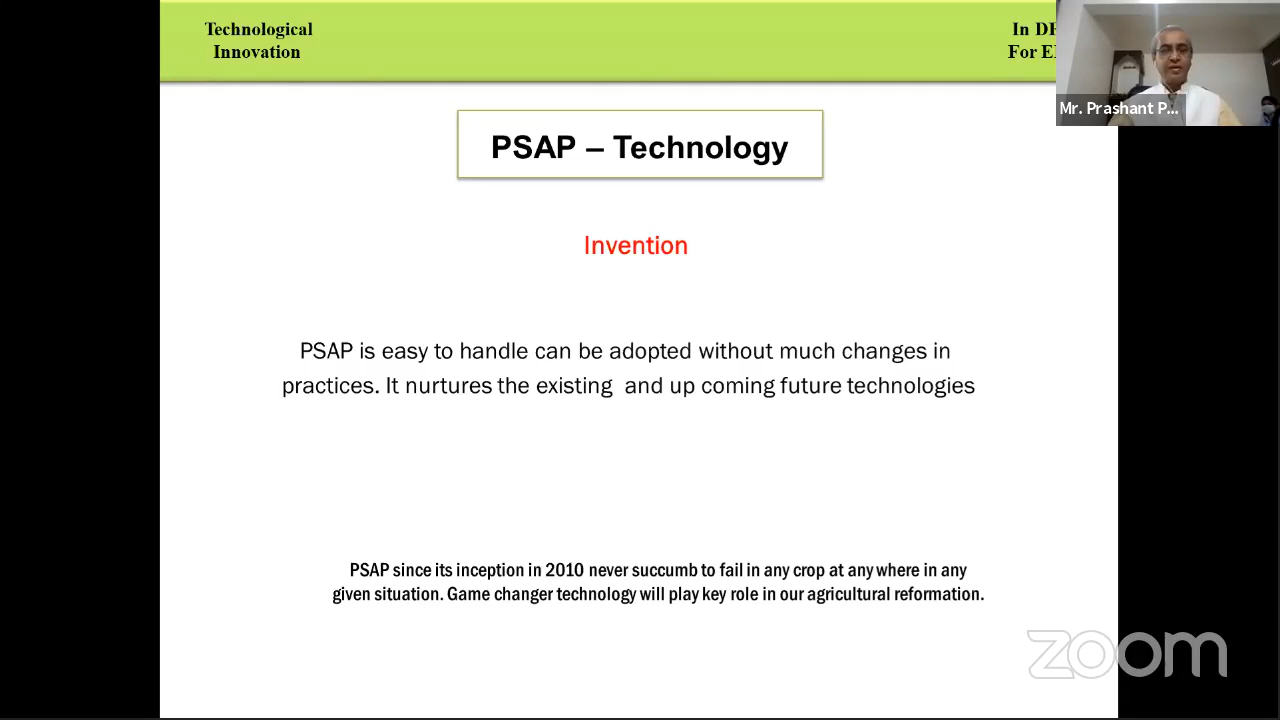 Technological
Innovation
In
For
Mr. Prashant P...
PSAP – Technology
Invention
PSAP is easy to handle can be adopted without much changes in
practices. It nurtures the existing and up coming future technologies
PSAP since its inception in 2010 never succumb to fail in any crop at any where in any
given situation. Game changer technology will play key role in our agricultural reformation.
zoom